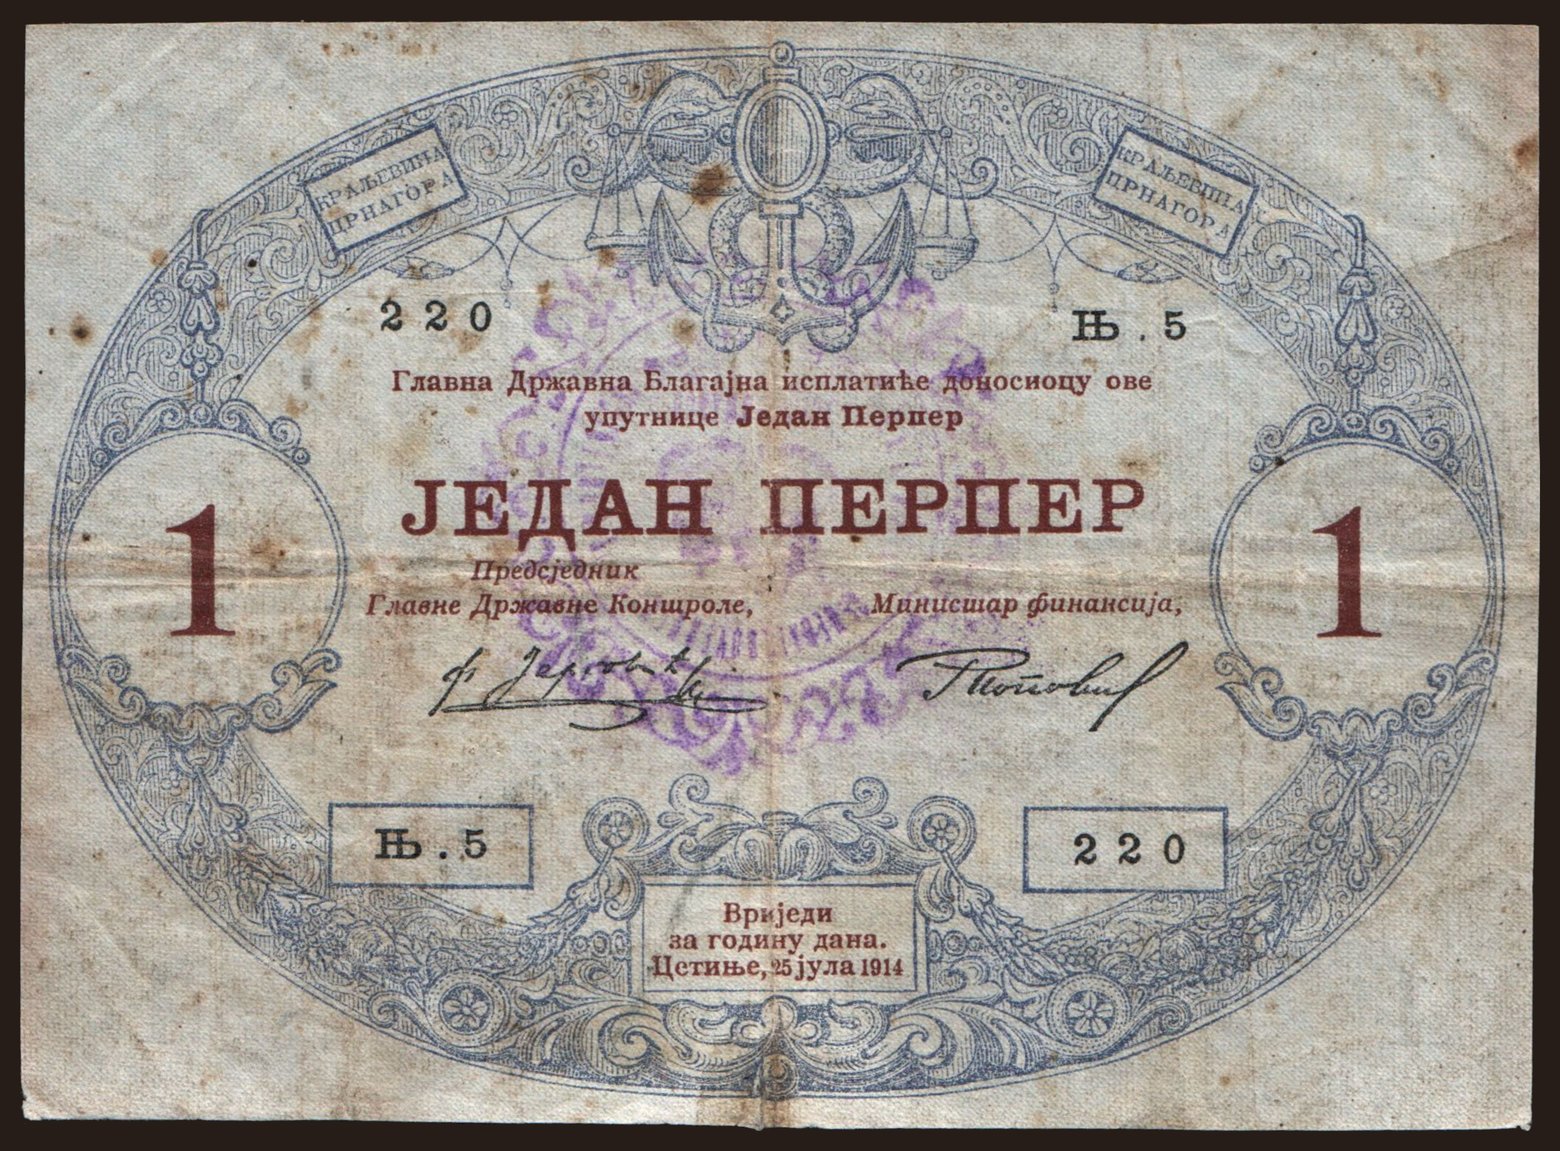 КРАЉЕВИНА
ЦРНАГОРА
КРАЉЕВИНА
ЦРНАГОРА
220
Њ.5
Главна Државна Благајна исплатиће доносиоцу ове
упутнице Један Перпер
ЈЕДАН ПЕРПЕР
1
1
Предсједник
Главне Државне Контроле,
Министар финансија,
Њ.5
220
Вриједи
за годину дана.
Цетиње, 25 јула 1914